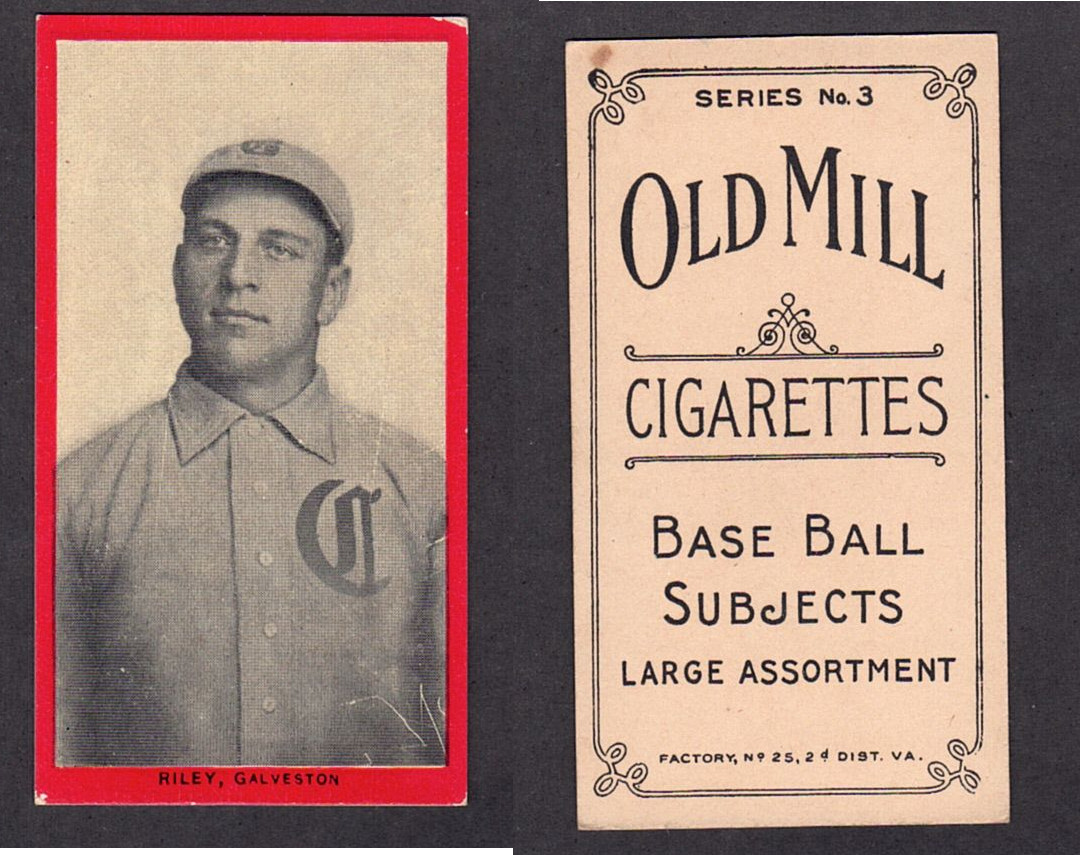 C
RILEY, GALVESTON
SERIES No. 3
OLD MILL
CIGARETTES
BASE BALL
SUBJECTS
LARGE ASSORTMENT
FACTORY, Nº 25, 2d DIST. VA.